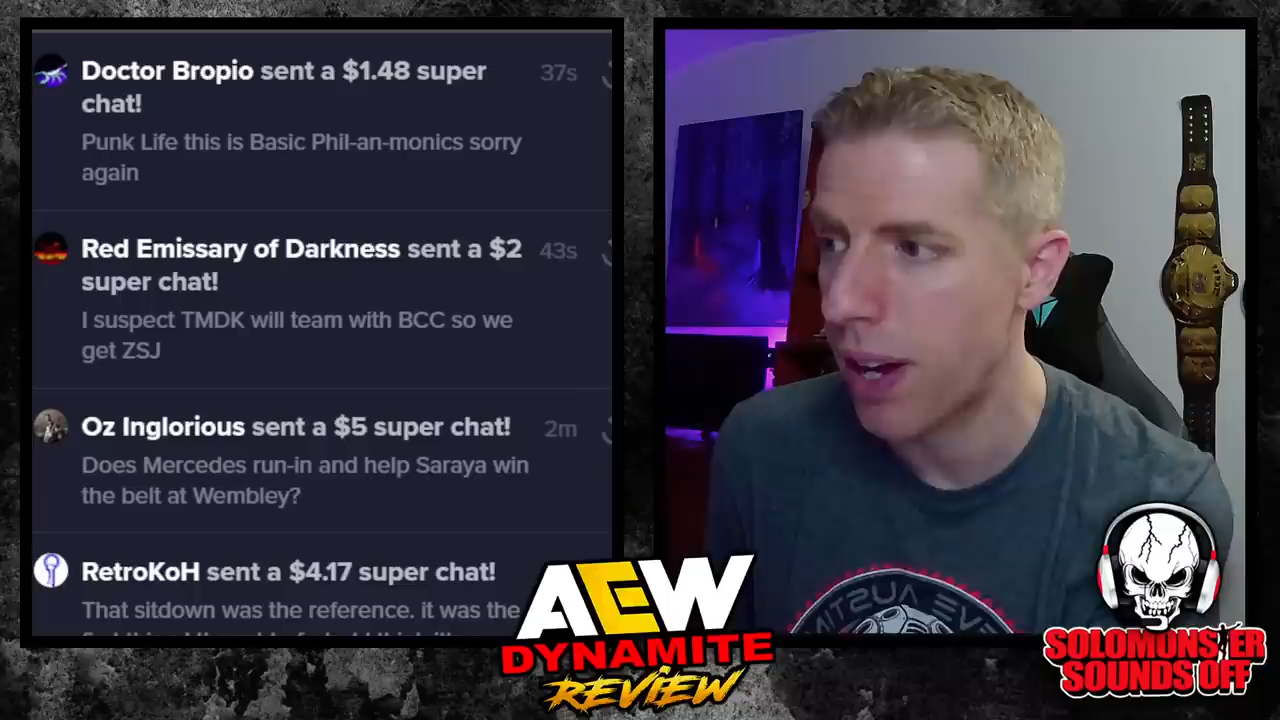 Doctor Bropio sent a $1.48 super
chat!
37s
Punk Life this is Basic Phil-an-monics sorry
again
Red Emissary of Darkness sent a $2
super chat!
43s
I suspect TMDK will team with BCC so we
get ZSJ
Oz Inglorious sent a $5 super chat!
2m
Does Mercedes run-in and help Saraya win
the belt at Wembley?
RetroKoH sent a $4.17 super chat!
That sitdown was the reference. it was the
AEW
DYNAMITE
REVIEW
SOLOMONSTER
SOUNDS OFF